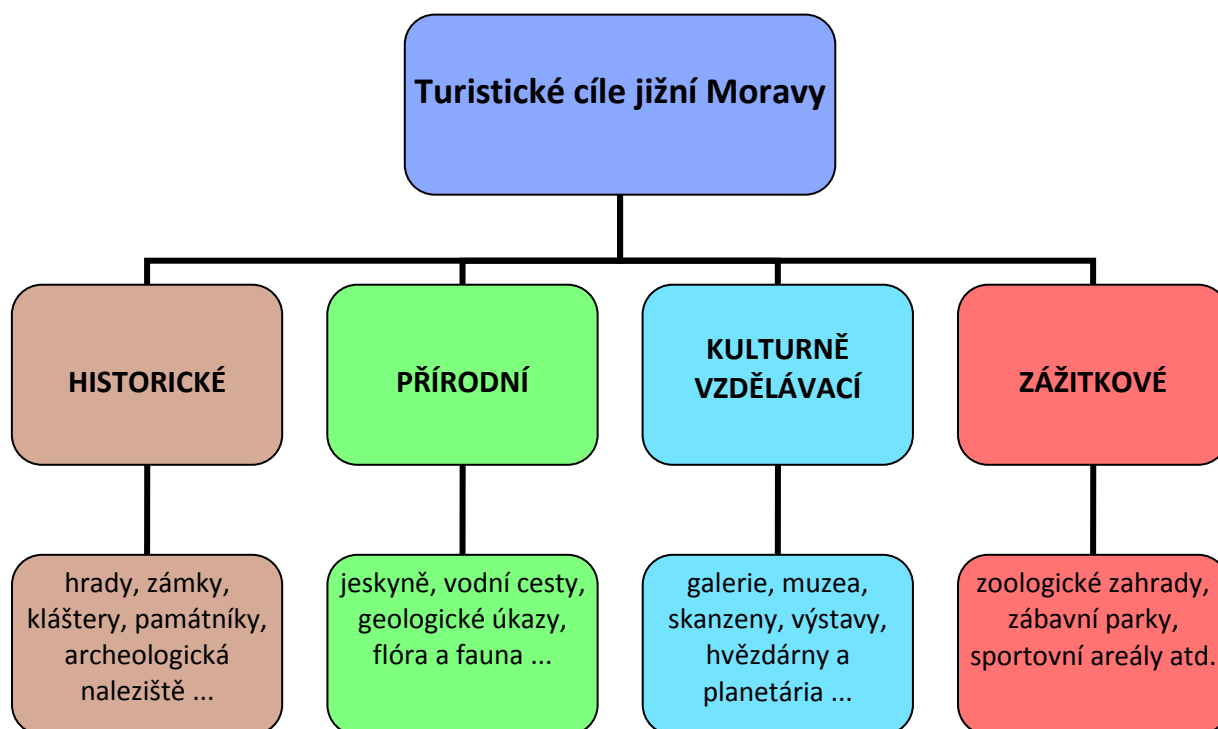 Turistické cíle jižní Moravy
HISTORICKÉ
PŘÍRODNÍ
KULTURNĚ
VZDĚLÁVACÍ
ZÁŽITKOVÉ
hrady, zámky,
kláštery, památníky,
archeologická
naleziště ...
jeskyně, vodní cesty,
geologické úkazy,
flóra a fauna ...
galerie, muzea,
skanzeny, výstavy,
hvězdárny a
planetária ...
zoologické zahrady,
zábavní parky,
sportovní areály atd.